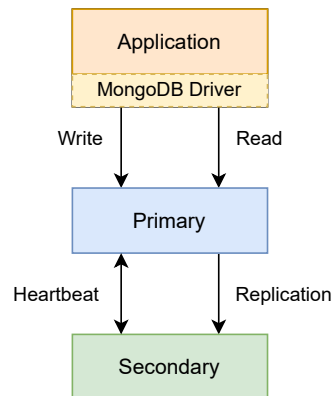 Application
MongoDB Driver
Write
Read
Primary
Heartbeat
Replication
Secondary